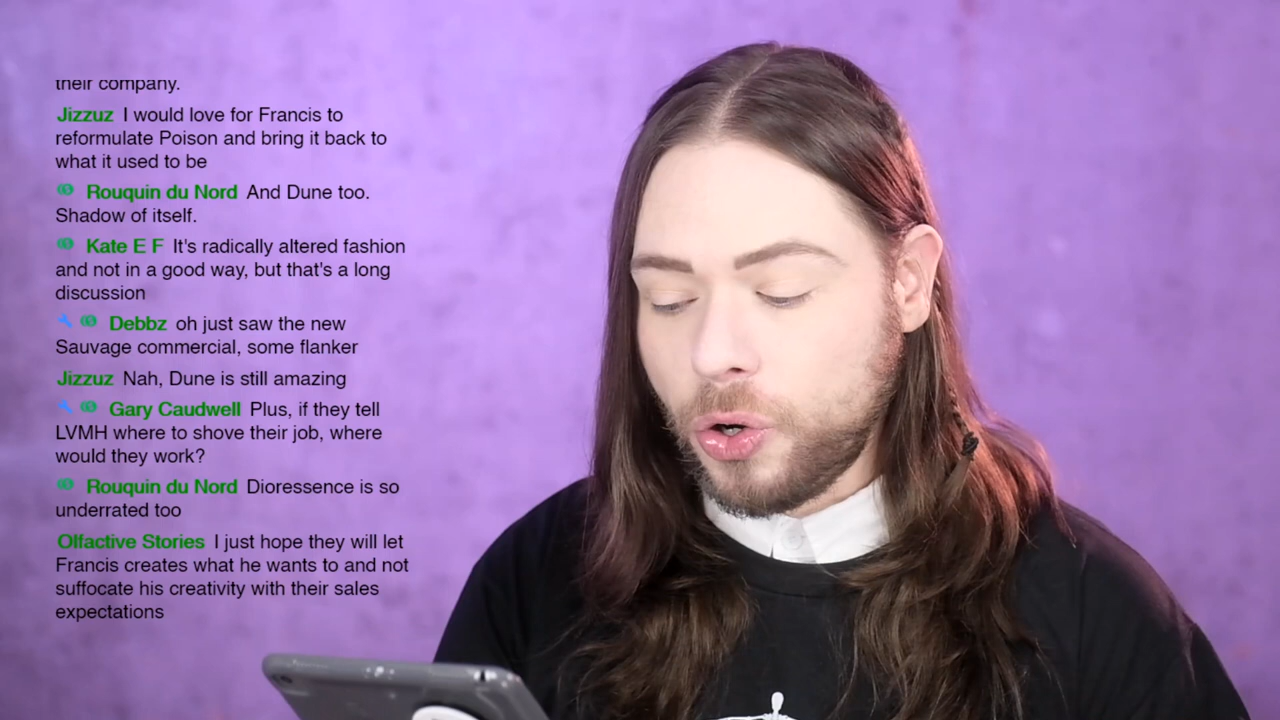 their company.
Jizzuz I would love for Francis to
reformulate Poison and bring it back to
what it used to be
Rouquin du Nord And Dune too.
Shadow of itself.
Kate E F It's radically altered fashion
and not in a good way, but that's a long
discussion
Debbz oh just saw the new
Sauvage commercial, some flanker
Jizzuz Nah, Dune is still amazing
Gary Caudwell Plus, if they tell
LVMH where to shove their job, where
would they work?
Rouquin du Nord Dioressence is so
underrated too
Olfactive Stories I just hope they will let
Francis creates what he wants to and not
suffocate his creativity with their sales
expectations